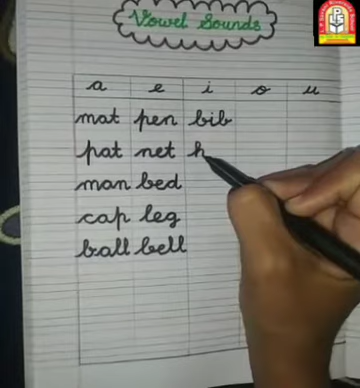 Vowel Sounds
a e i o u
mat pen bib
pat net h
man bed
cap leg
ball bell